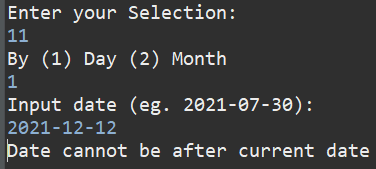 Enter your Selection:
11
By (1) Day (2) Month
1
Input date (eg. 2021-07-30):
2021-12-12
Date cannot be after current date